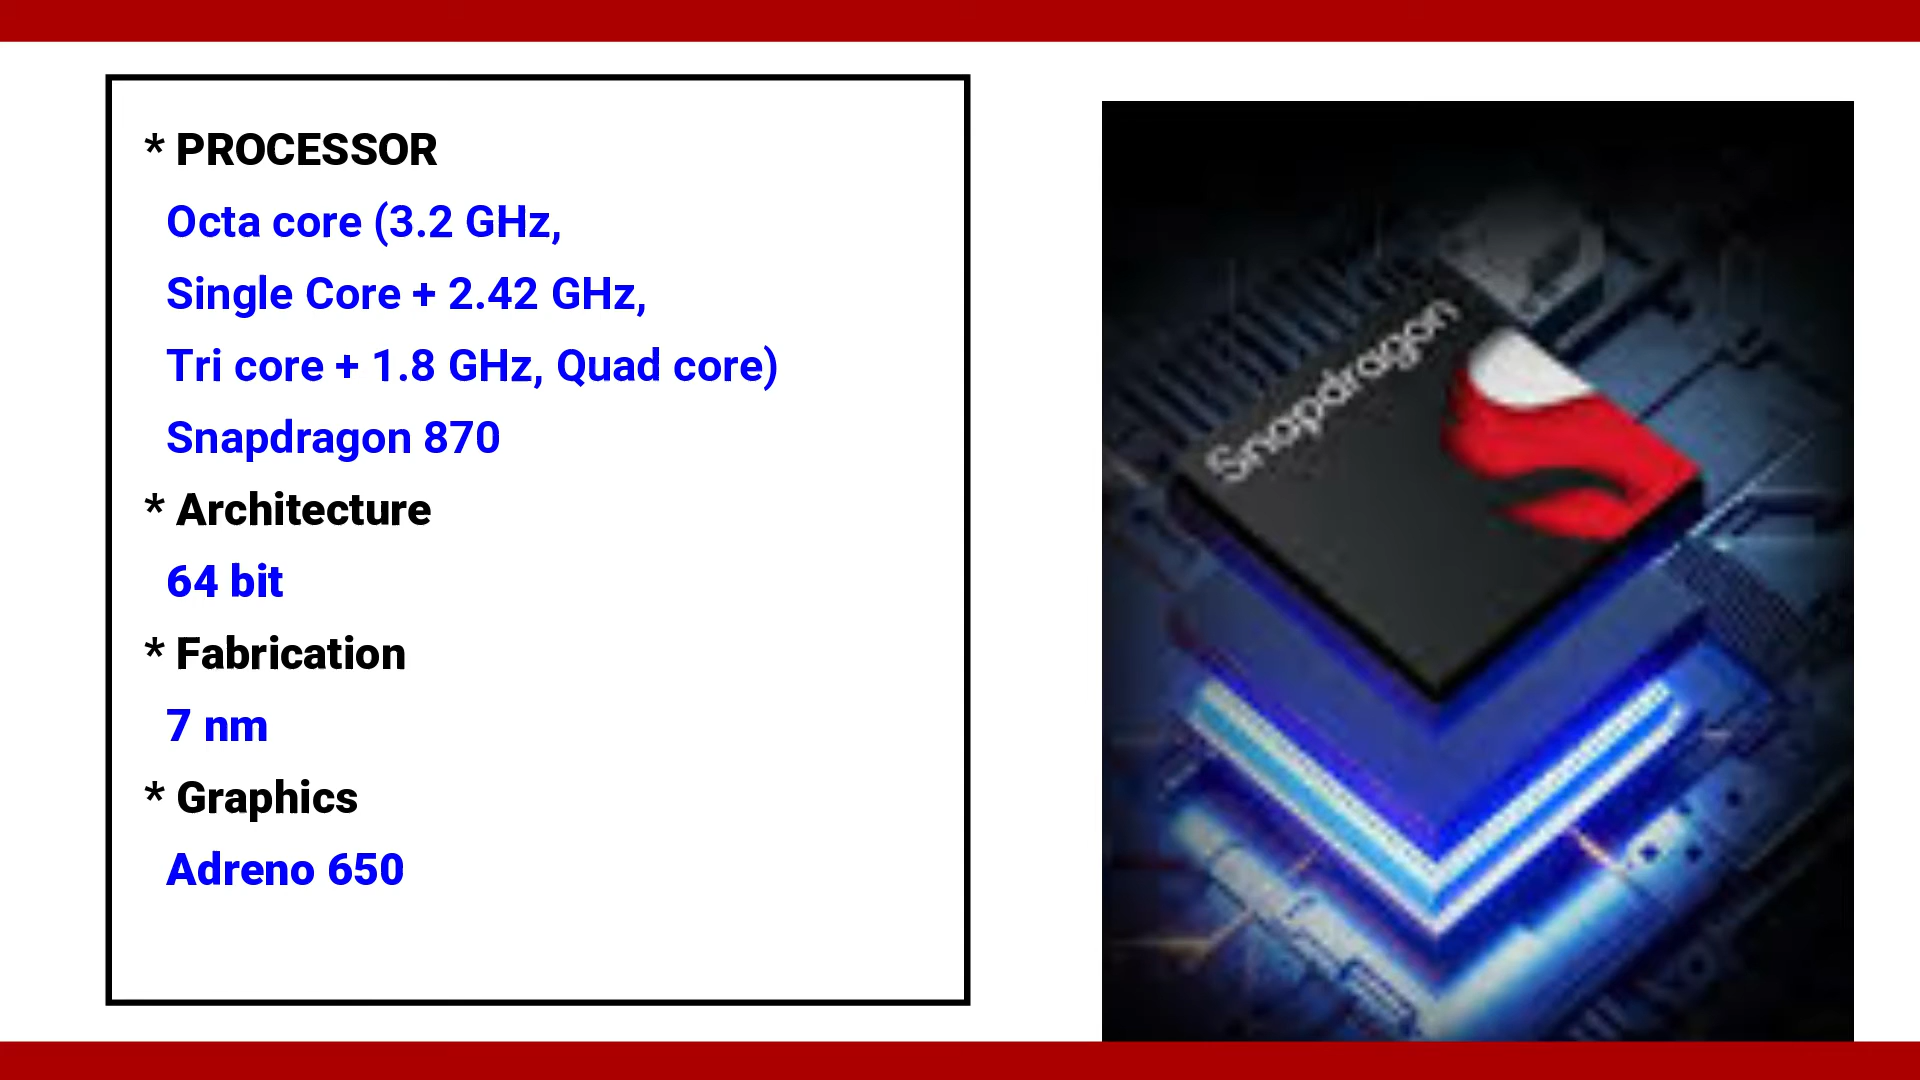 * PROCESSOR
Octa core (3.2 GHz,
Single Core + 2.42 GHz,
Tri core + 1.8 GHz, Quad core)
Snapdragon 870
* Architecture
64 bit
* Fabrication
7 nm
* Graphics
Adreno 650
Snapdragon